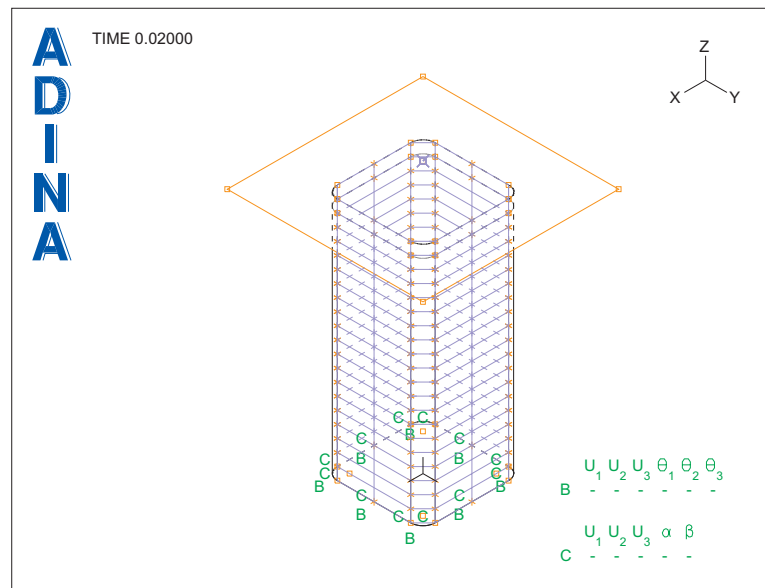 ADINA
TIME 0.02000
Z
X Y
C C
B
C C
B B
C C
C C
B B
C C
B C C B
B
U₁ U₂ U₃ θ₁ θ₂ θ₃
B - - - - - -
U₁ U₂ U₃ α β
C - - - - -